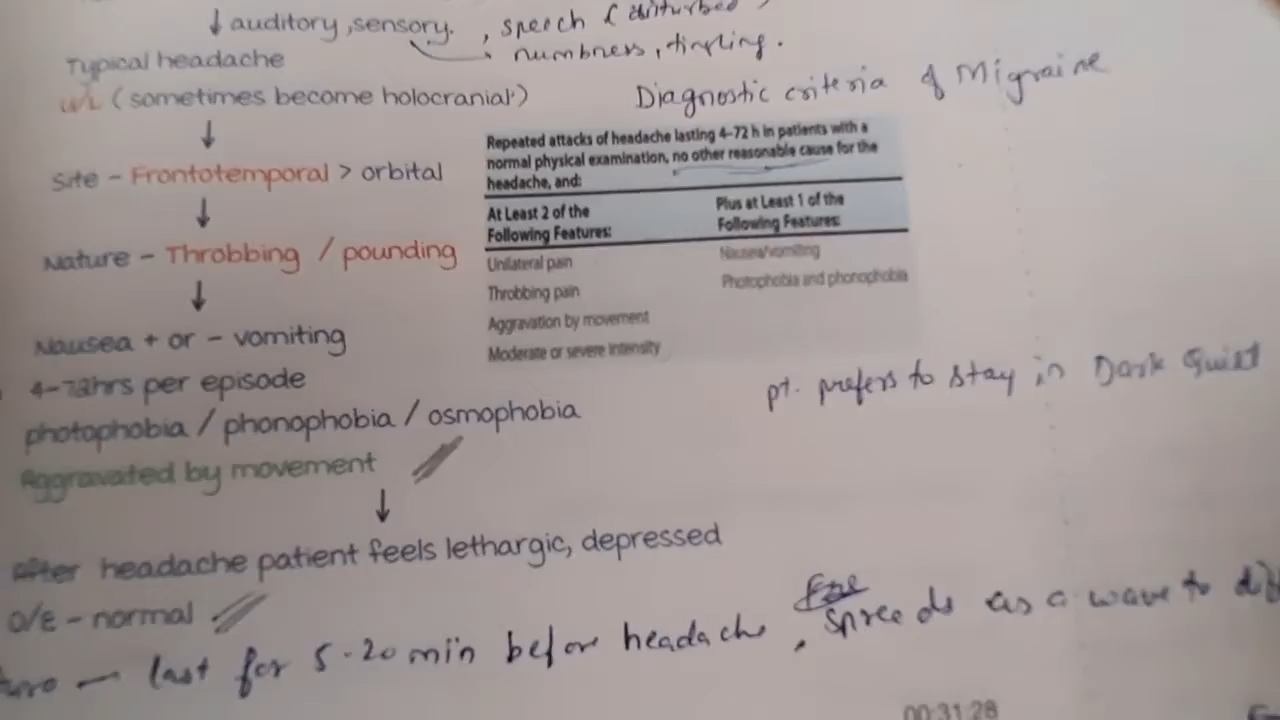 ↓ auditory ,sensory. , speech ( disturbed )
numbness, tingling.
Typical headache
U/L (sometimes become holocranial')
Diagnostic criteria of Migraine
↓
Site - Frontotemporal > orbital
↓
Nature - Throbbing / pounding
↓
Nausea + or - vomiting
4-72hrs per episode
photophobia / phonophobia / osmophobia
Aggravated by movement
↓
After headache patient feels lethargic, depressed
O/E - normal
Repeated attacks of headache lasting 4–72 h in patients with a
normal physical examination, no other reasonable cause for the
headache, and:
At Least 2 of the
Following Features:
Plus at Least 1 of the
Following Features:
Unilateral pain
Nausea/vomiting
Throbbing pain
Photophobia and phonophobia
Aggravation by movement
Moderate or severe intensity
pt. prefers to stay in Dark Quiet
— last for 5-20 min before headache, spreads as a wave to
00:31:28